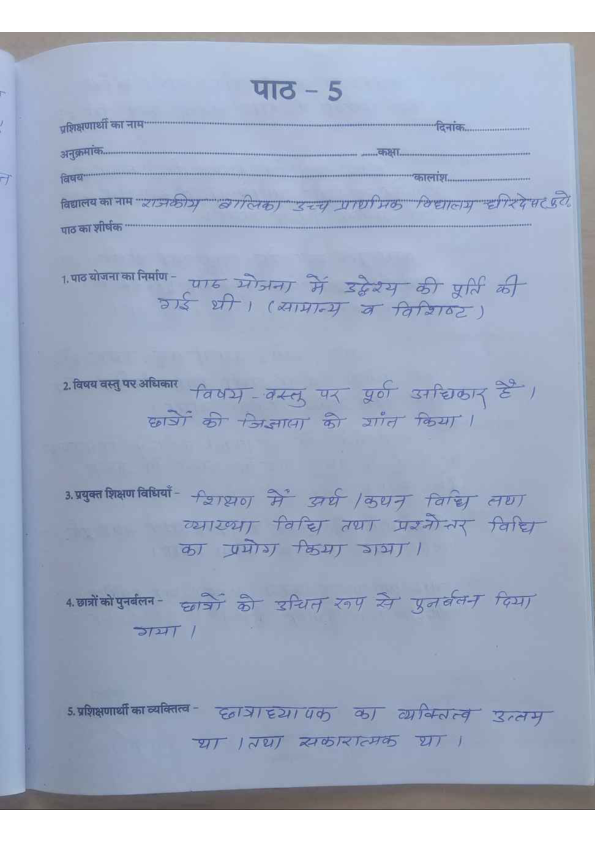 पाठ – 5
प्रशिक्षणार्थी का नाम दिनांक
अनुक्रमांक कक्षा
विषय कालांश
विद्यालय का नाम राजकीय बालिका उच्च प्राथमिक विद्यालय
पाठ का शीर्षक
1. पाठ योजना का निर्माण – पाठ योजना में उद्देश्य की पूर्ति की
गई थी । (सामान्य व विशिष्ट)
2. विषय वस्तु पर अधिकार विषय-वस्तु पर पूर्ण अधिकार है ।
छात्रों की जिज्ञासा को शांत किया ।
3. प्रयुक्त शिक्षण विधियाँ – शिक्षण में अर्थ / कथन विधि तथा
व्याख्या विधि तथा प्रश्नोत्तर विधि
का प्रयोग किया गया ।
4. छात्रों को पुनर्बलन – छात्रों को उचित रूप से पुनर्बलन दिया
गया ।
5. प्रशिक्षणार्थी का व्यक्तित्व – छात्राध्यापक का व्यक्तित्व उत्तम
था । तथा सकारात्मक था ।